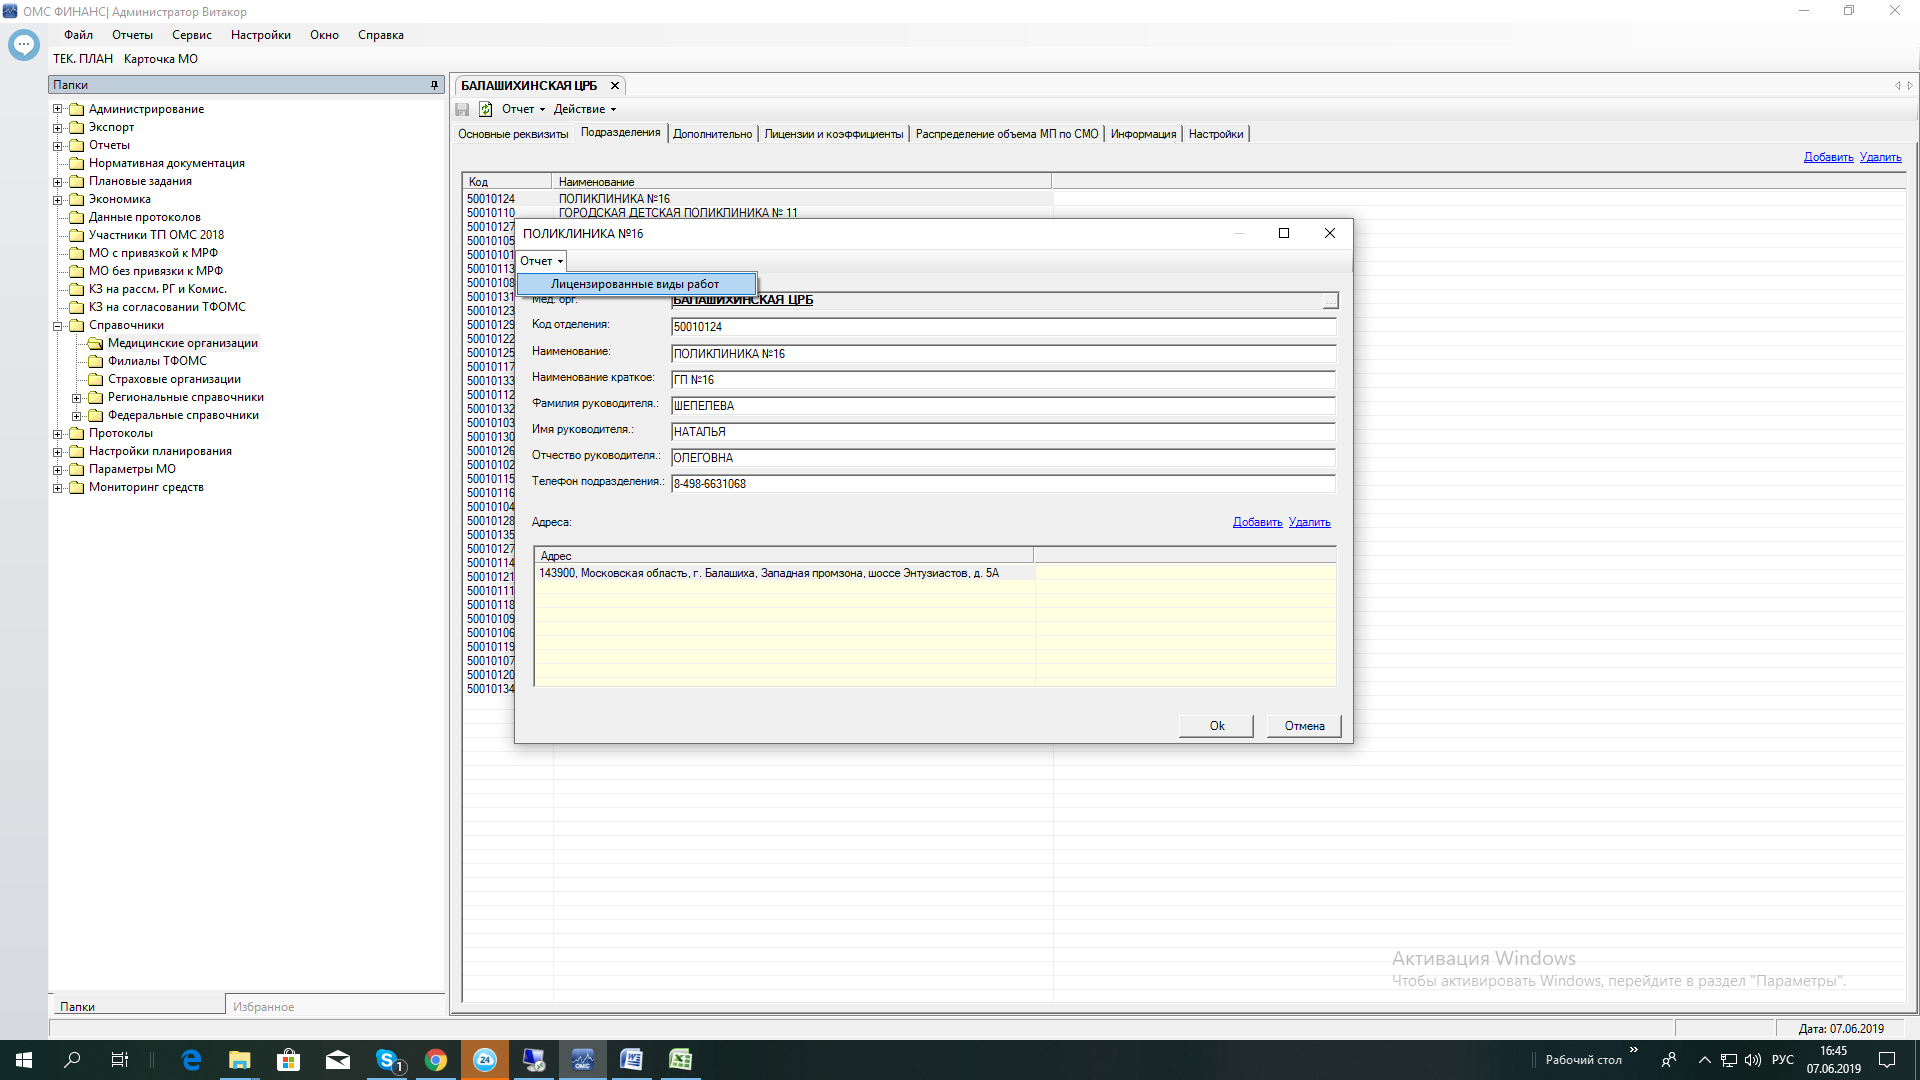 ОМС ФИНАНС| Администратор Витакор
Файл Отчеты Сервис Настройки Окно Справка
ТЕК. ПЛАН Карточка МО
Папки
Администрирование
Экспорт
Отчеты
Нормативная документация
Плановые задания
Экономика
Данные протоколов
Участники ТП ОМС 2018
МО с привязкой к МРФ
МО без привязки к МРФ
КЗ на рассм. РГ и Комис.
КЗ на согласовании ТФОМС
Справочники
Медицинские организации
Филиалы ТФОМС
Страховые организации
Региональные справочники
Федеральные справочники
Протоколы
Настройки планирования
Параметры МО
Мониторинг средств
Папки Избранное
БАЛАШИХИНСКАЯ ЦРБ
Отчет Действие
Основные реквизиты Подразделения Дополнительно Лицензии и коэффициенты Распределение объема МП по СМО Информация Настройки
Добавить Удалить
Код Наименование
50010124 ПОЛИКЛИНИКА №16
50010110 ГОРОДСКАЯ ДЕТСКАЯ ПОЛИКЛИНИКА № 11
50010127
50010105
50010101
50010113
50010108
50010131
50010123
50010129
50010122
50010125
50010117
50010133
50010112
50010132
50010103
50010130
50010126
50010102
50010115
50010116
50010104
50010128
50010135
50010127
50010114
50010121
50010111
50010118
50010109
50010106
50010119
50010107
50010120
50010134
ПОЛИКЛИНИКА №16
Отчет
Лицензированные виды работ
Мед. орг. БАЛАШИХИНСКАЯ ЦРБ ...
Код отделения: 50010124
Наименование: ПОЛИКЛИНИКА №16
Наименование краткое: ГП №16
Фамилия руководителя.: ШЕПЕЛЕВА
Имя руководителя.: НАТАЛЬЯ
Отчество руководителя.: ОЛЕГОВНА
Телефон подразделения.: 8-498-6631068
Адреса: Добавить Удалить
Адрес
143900, Московская область, г. Балашиха, Западная промзона, шоссе Энтузиастов, д. 5А
Ok Отмена
Активация Windows
Чтобы активировать Windows, перейдите в раздел "Параметры".
Дата: 07.06.2019
1 24 ОМС Рабочий стол » РУС 16:45
07.06.2019